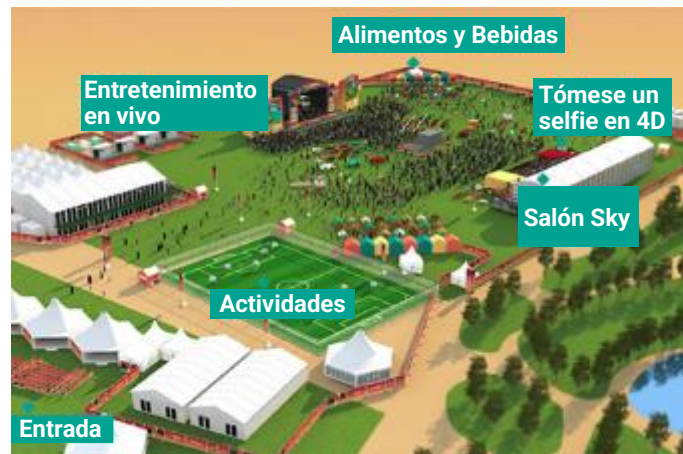 Alimentos y Bebidas
Entretenimiento
en vivo
Tómese un
selfie en 4D
Salón Sky
Actividades
Entrada